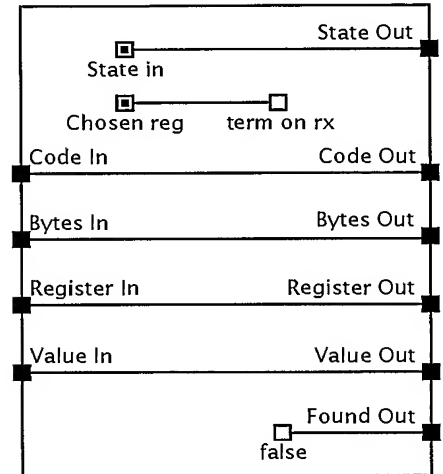 State Out
State in
Chosen reg term on rx
Code In Code Out
Bytes In Bytes Out
Register In Register Out
Value In Value Out
Found Out
false